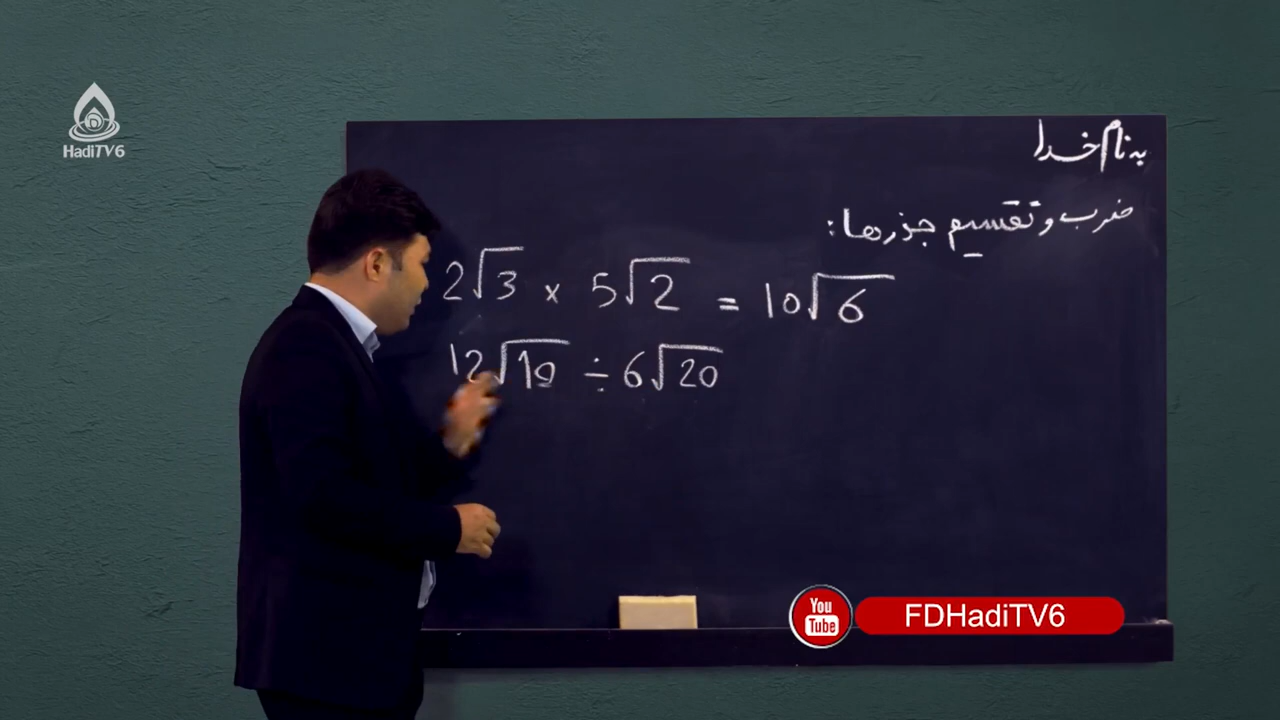 HadiTV6
به نام خدا
ضرب و تقسیم جذرها:
2√3 × 5√2 = 10√6
12√10 ÷ 6√20
You
Tube
FDHadiTV6